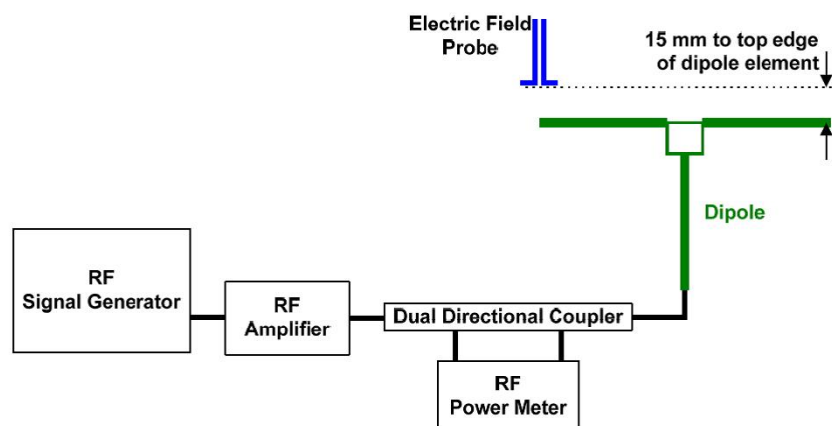 Electric Field
Probe
15 mm to top edge
of dipole element
Dipole
RF
Signal Generator
RF
Amplifier
Dual Directional Coupler
RF
Power Meter